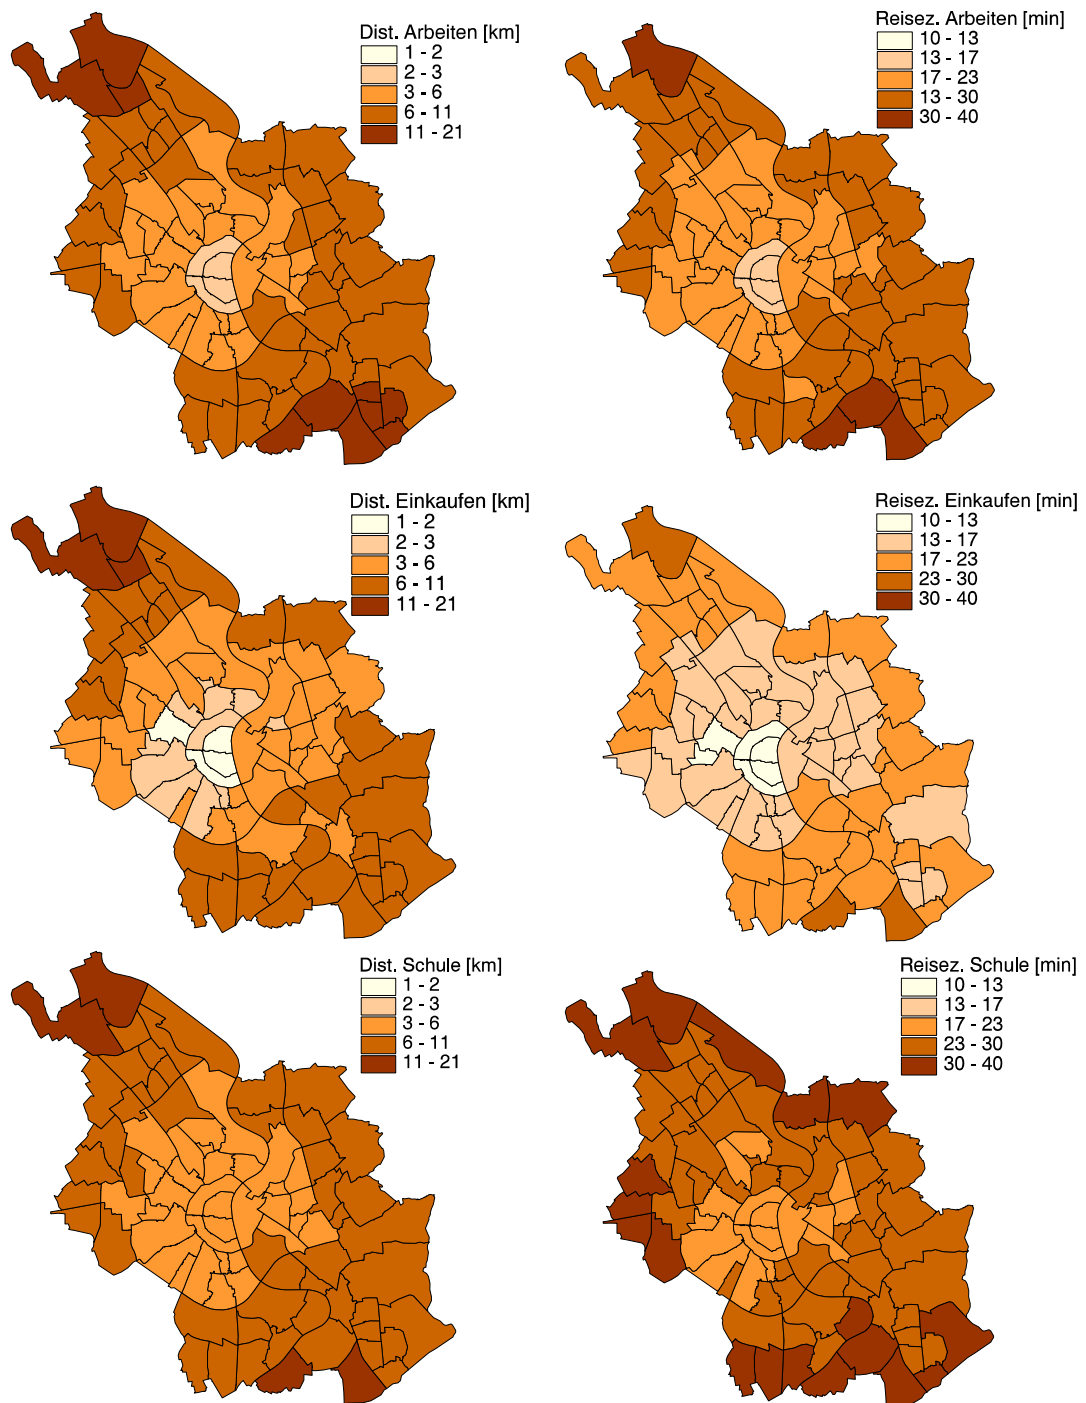 Dist. Arbeiten [km]
1 - 2
2 - 3
3 - 6
6 - 11
11 - 21
Reisez. Arbeiten [min]
10 - 13
13 - 17
17 - 23
13 - 30
30 - 40
Dist. Einkaufen [km]
1 - 2
2 - 3
3 - 6
6 - 11
11 - 21
Reisez. Einkaufen [min]
10 - 13
13 - 17
17 - 23
23 - 30
30 - 40
Dist. Schule [km]
1 - 2
2 - 3
3 - 6
6 - 11
11 - 21
Reisez. Schule [min]
10 - 13
13 - 17
17 - 23
23 - 30
30 - 40